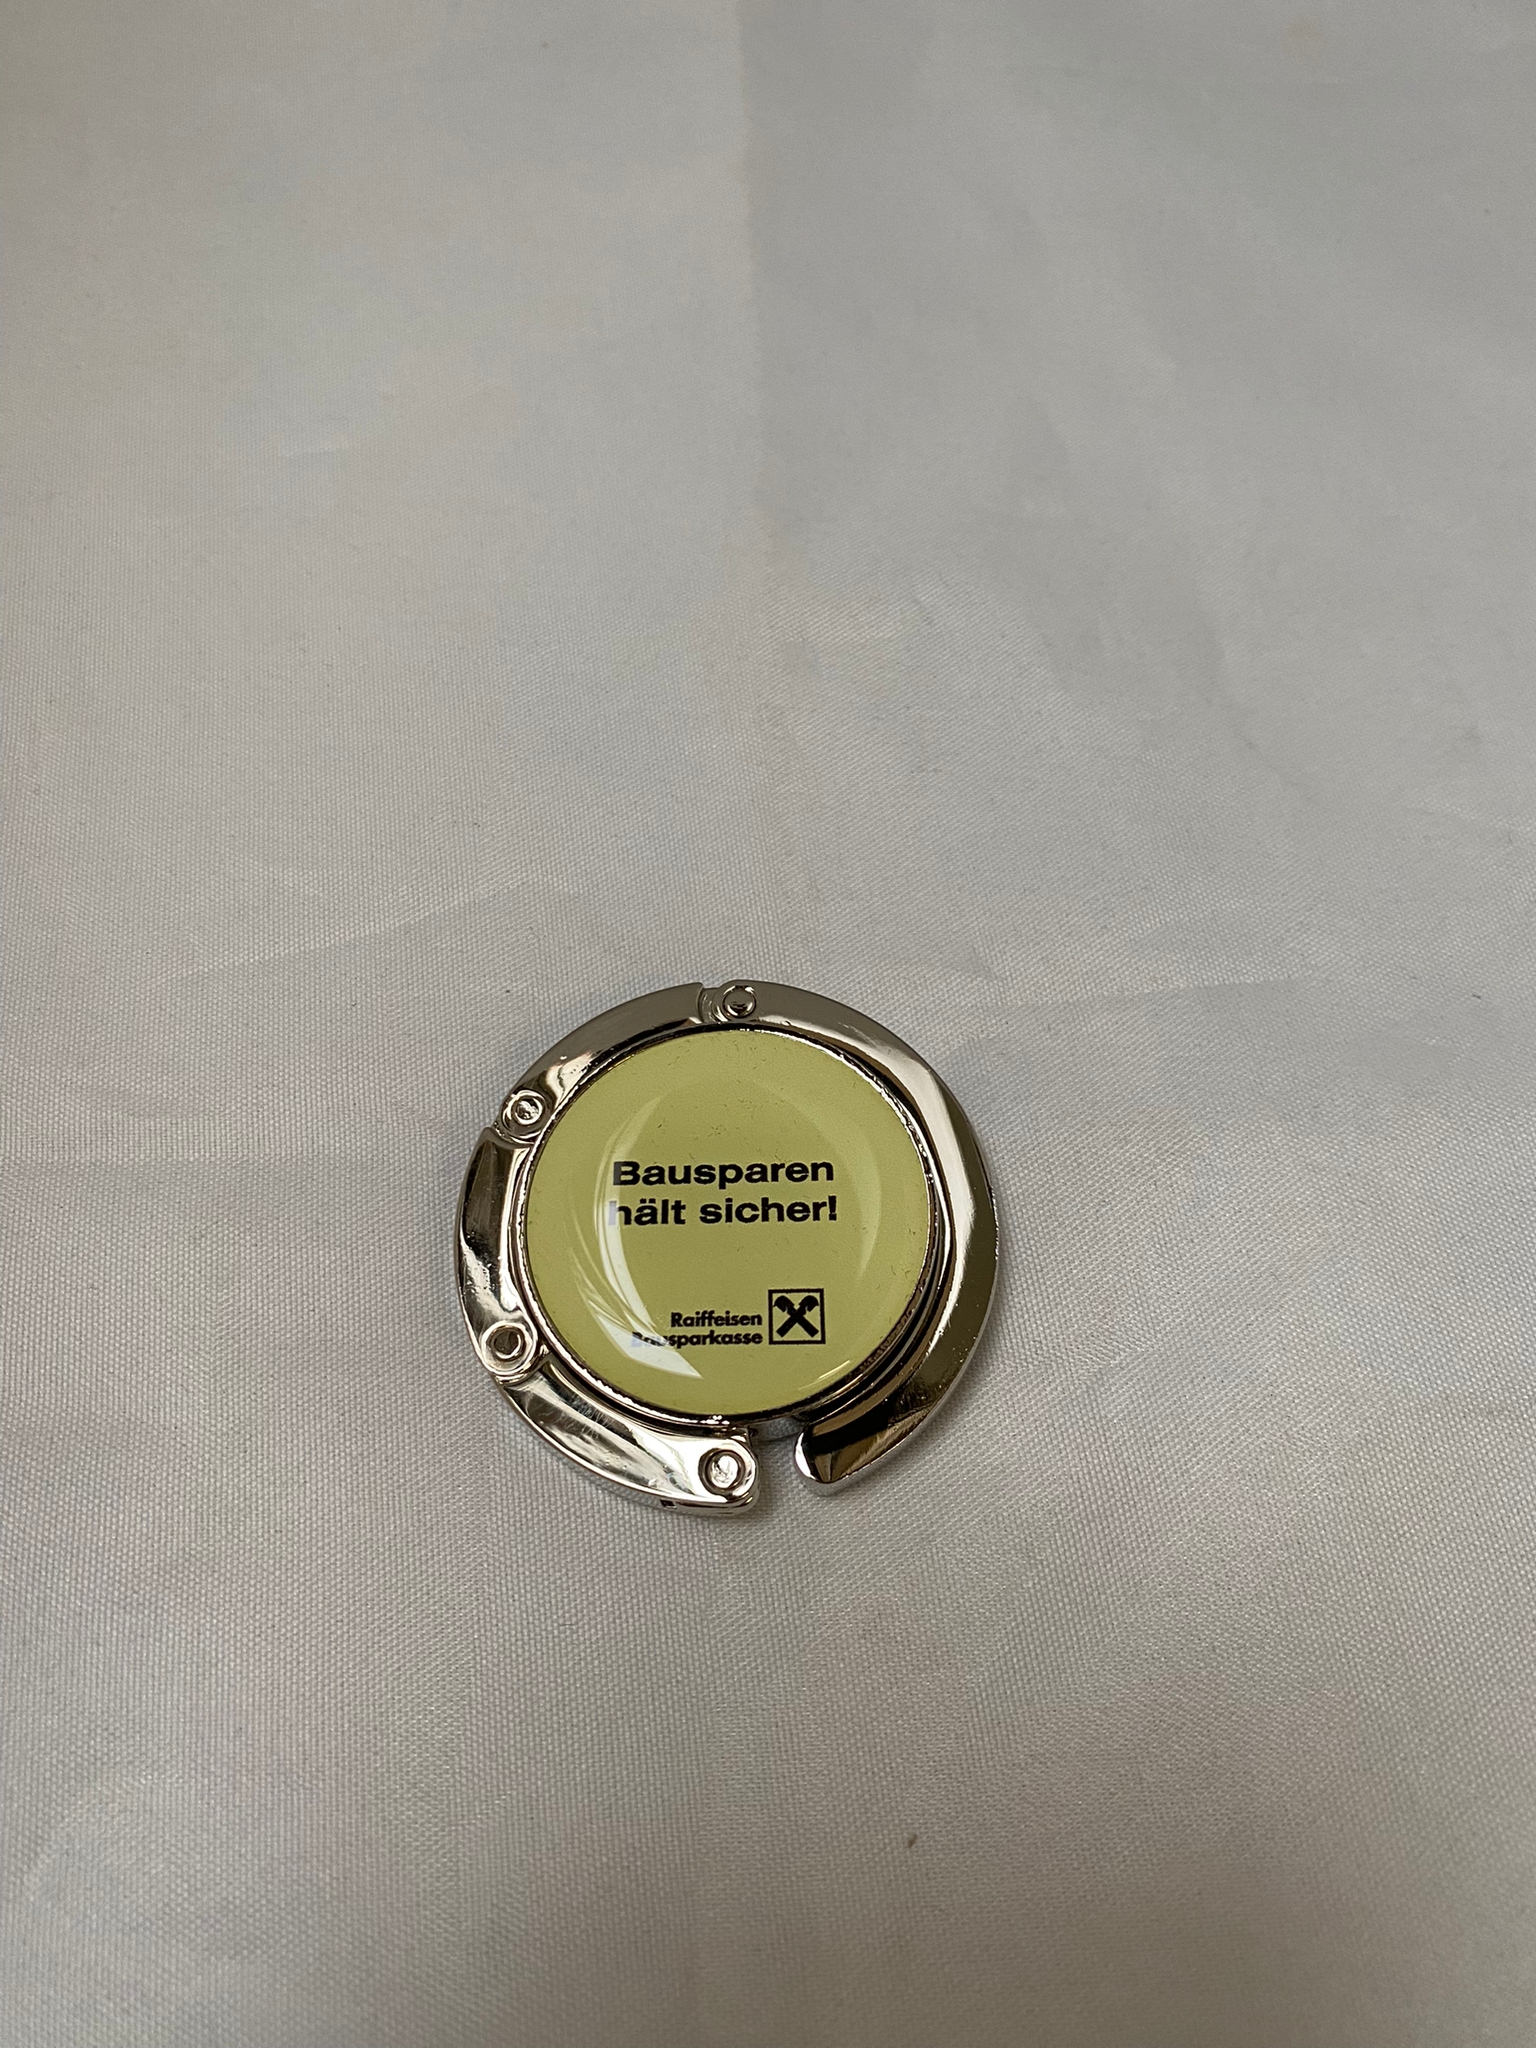 Bausparen
hält sicher!
Raiffeisen
Bausparkasse